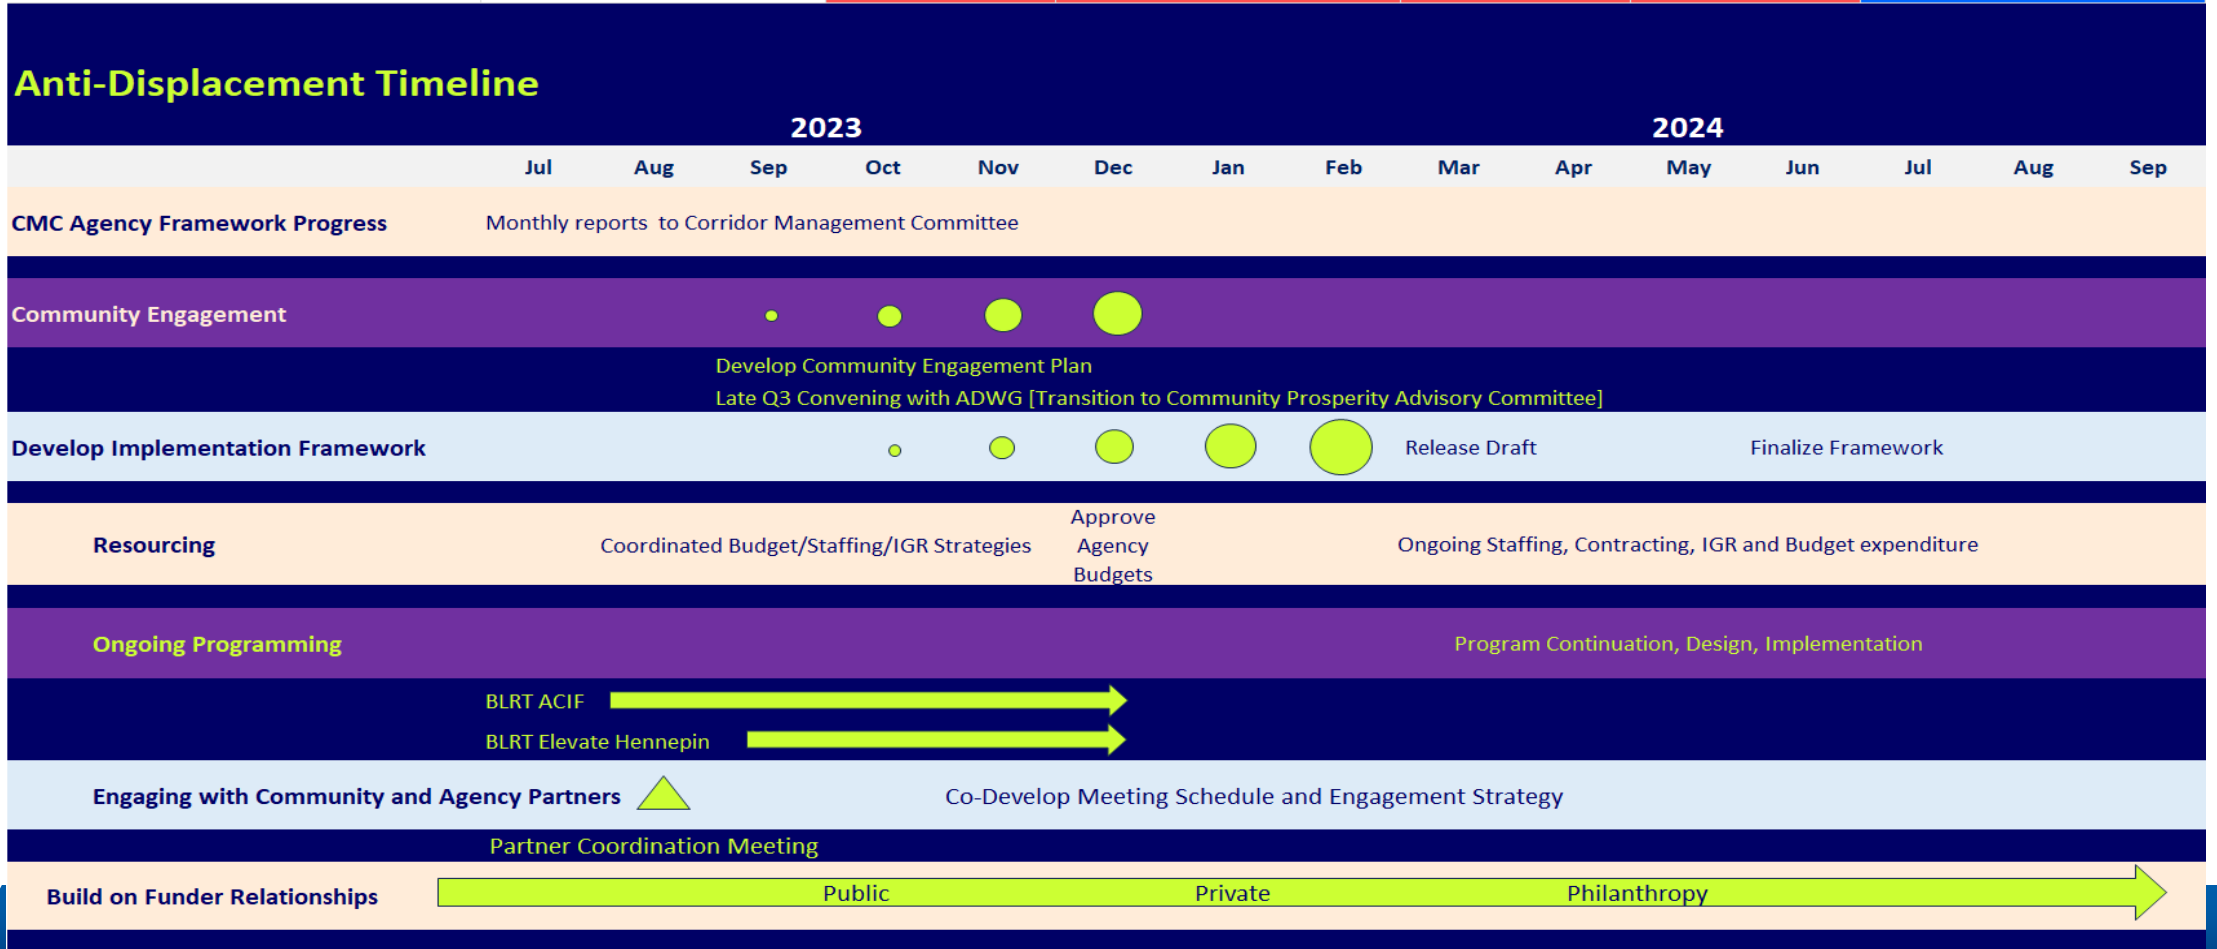 Anti-Displacement Timeline
2023 2024
Jul Aug Sep Oct Nov Dec Jan Feb Mar Apr May Jun Jul Aug Sep
CMC Agency Framework Progress Monthly reports to Corridor Management Committee
Community Engagement
Develop Community Engagement Plan
Late Q3 Convening with ADWG [Transition to Community Prosperity Advisory Committee]
Develop Implementation Framework Release Draft Finalize Framework
Resourcing Coordinated Budget/Staffing/IGR Strategies
Approve
Agency
Budgets
Ongoing Staffing, Contracting, IGR and Budget expenditure
Ongoing Programming Program Continuation, Design, Implementation
BLRT ACIF
BLRT Elevate Hennepin
Engaging with Community and Agency Partners Co-Develop Meeting Schedule and Engagement Strategy
Partner Coordination Meeting
Build on Funder Relationships Public Private Philanthropy